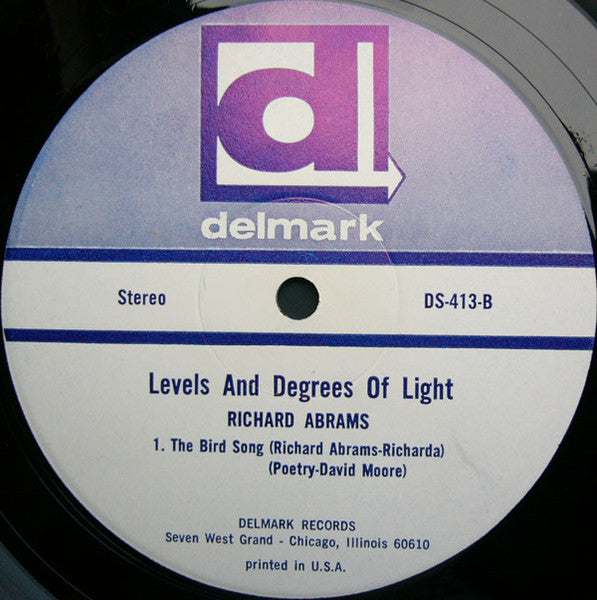 d
delmark
Stereo
DS-413-B
Levels And Degrees Of Light
RICHARD ABRAMS
1. The Bird Song (Richard Abrams-Richarda)
(Poetry-David Moore)
DELMARK RECORDS
Seven West Grand - Chicago, Illinois 60610
printed in U.S.A.